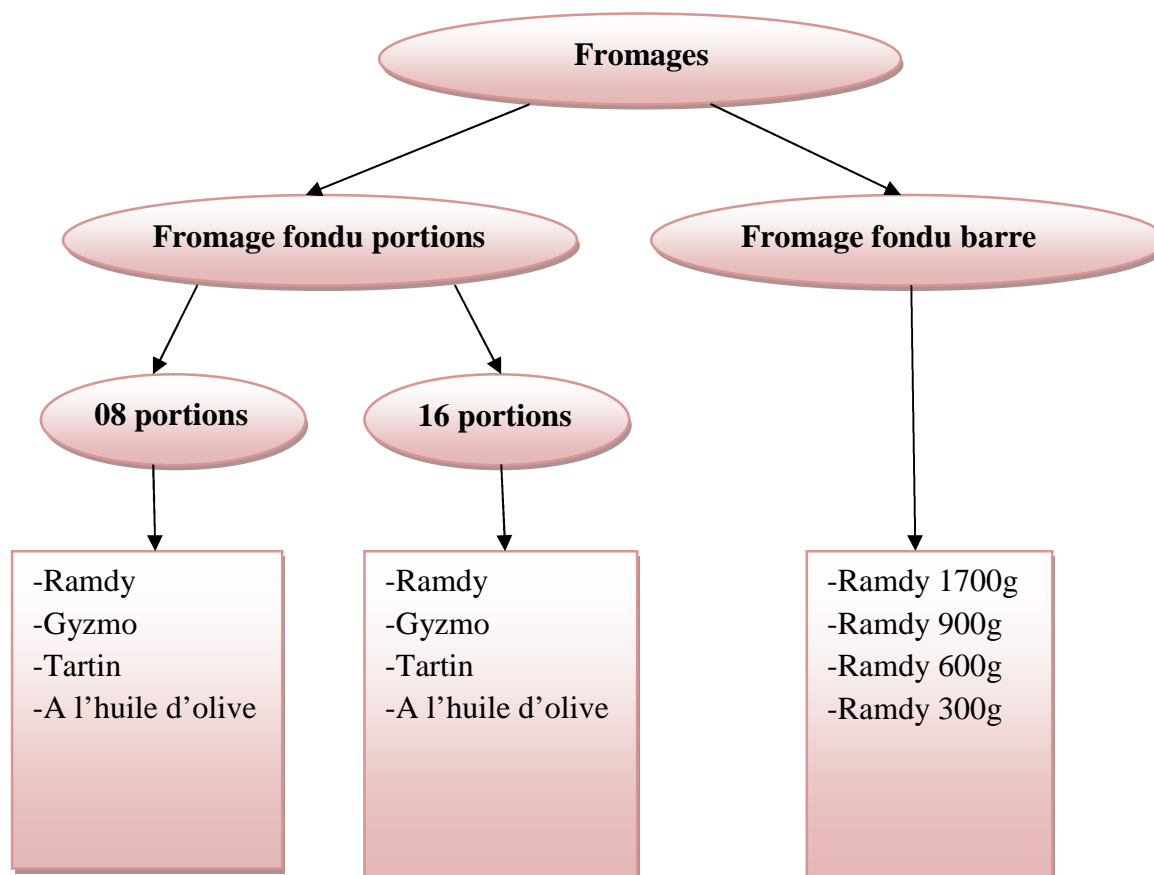 Fromages
Fromage fondu portions
Fromage fondu barre
08 portions
16 portions
-Ramdy
-Gyzmo
-Tartin
-A l’huile d’olive
-Ramdy
-Gyzmo
-Tartin
-A l’huile d’olive
-Ramdy 1700g
-Ramdy 900g
-Ramdy 600g
-Ramdy 300g